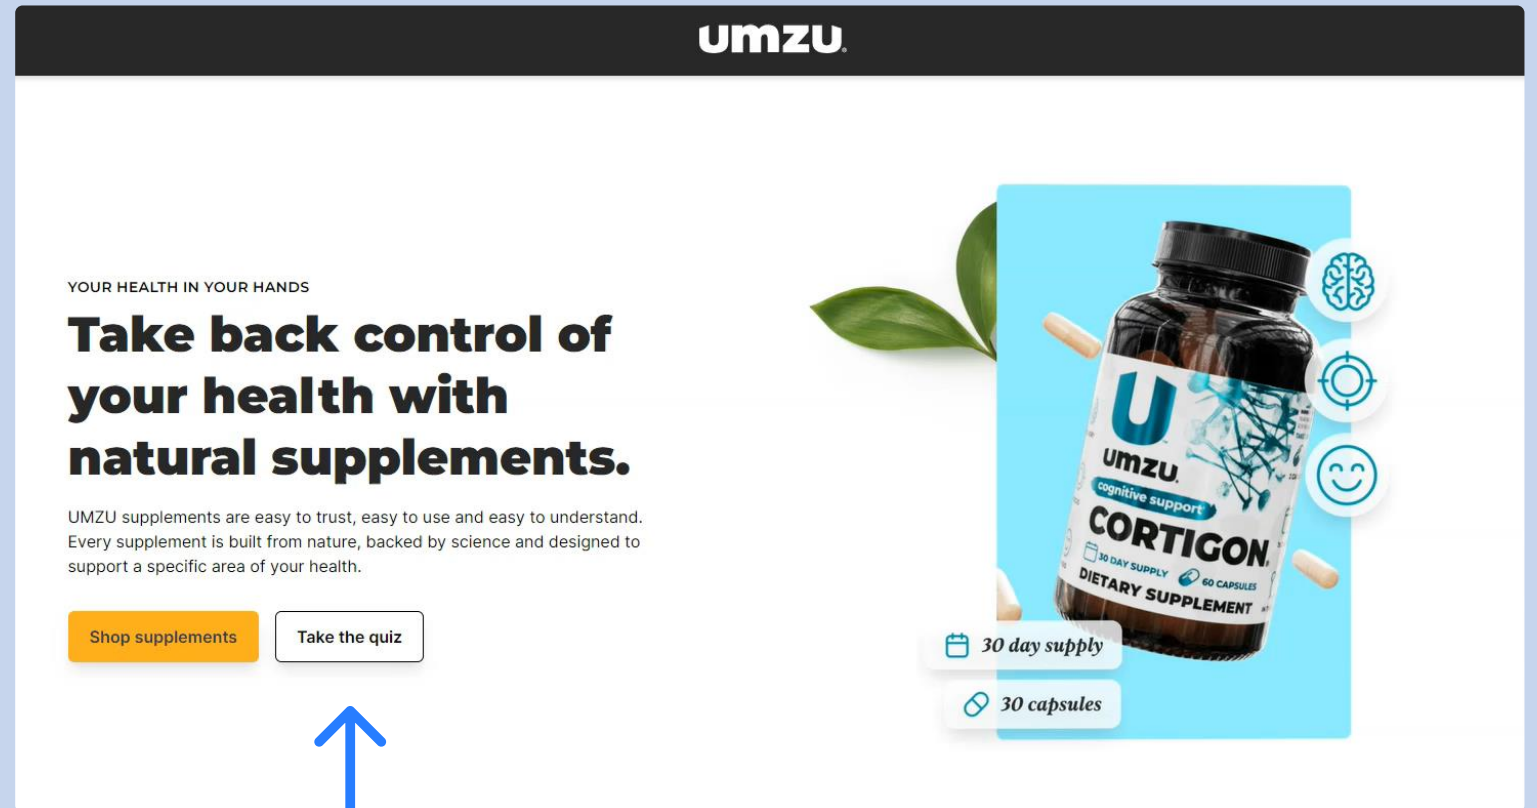 umzu.
YOUR HEALTH IN YOUR HANDS
Take back control of
your health with
natural supplements.
UMZU supplements are easy to trust, easy to use and easy to understand.
Every supplement is built from nature, backed by science and designed to
support a specific area of your health.
Shop supplements
Take the quiz
U
umzu.
cognitive support
CORTIGON
30 DAY SUPPLY
60 CAPSULES
DIETARY SUPPLEMENT
30 day supply
30 capsules